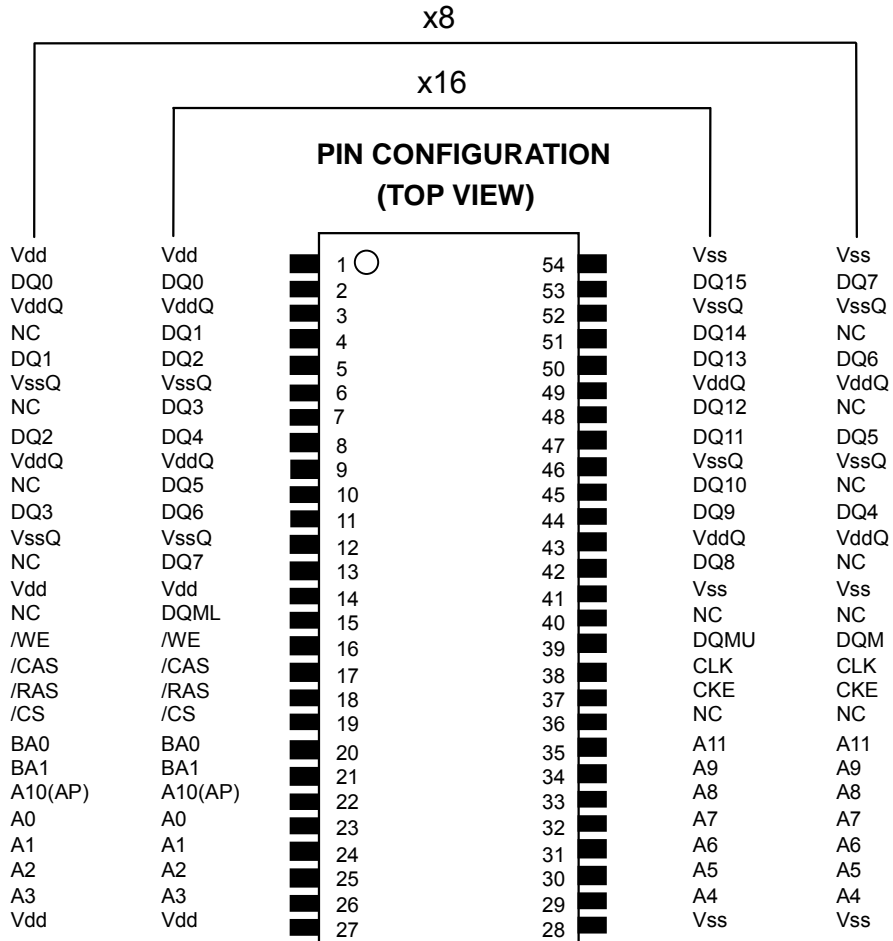 x8
x16
PIN CONFIGURATION
(TOP VIEW)
Vdd Vdd 1 54 Vss Vss
DQ0 DQ0 2 53 DQ15 DQ7
VddQ VddQ 3 52 VssQ VssQ
NC DQ1 4 51 DQ14 NC
DQ1 DQ2 5 50 DQ13 DQ6
VssQ VssQ 6 49 VddQ VddQ
NC DQ3 7 48 DQ12 NC
DQ2 DQ4 8 47 DQ11 DQ5
VddQ VddQ 9 46 VssQ VssQ
NC DQ5 10 45 DQ10 NC
DQ3 DQ6 11 44 DQ9 DQ4
VssQ VssQ 12 43 VddQ VddQ
NC DQ7 13 42 DQ8 NC
Vdd Vdd 14 41 Vss Vss
NC DQML 15 40 NC NC
/WE /WE 16 39 DQMU DQM
/CAS /CAS 17 38 CLK CLK
/RAS /RAS 18 37 CKE CKE
/CS /CS 19 36 NC NC
BA0 BA0 20 35 A11 A11
BA1 BA1 21 34 A9 A9
A10(AP) A10(AP) 22 33 A8 A8
A0 A0 23 32 A7 A7
A1 A1 24 31 A6 A6
A2 A2 25 30 A5 A5
A3 A3 26 29 A4 A4
Vdd Vdd 27 28 Vss Vss